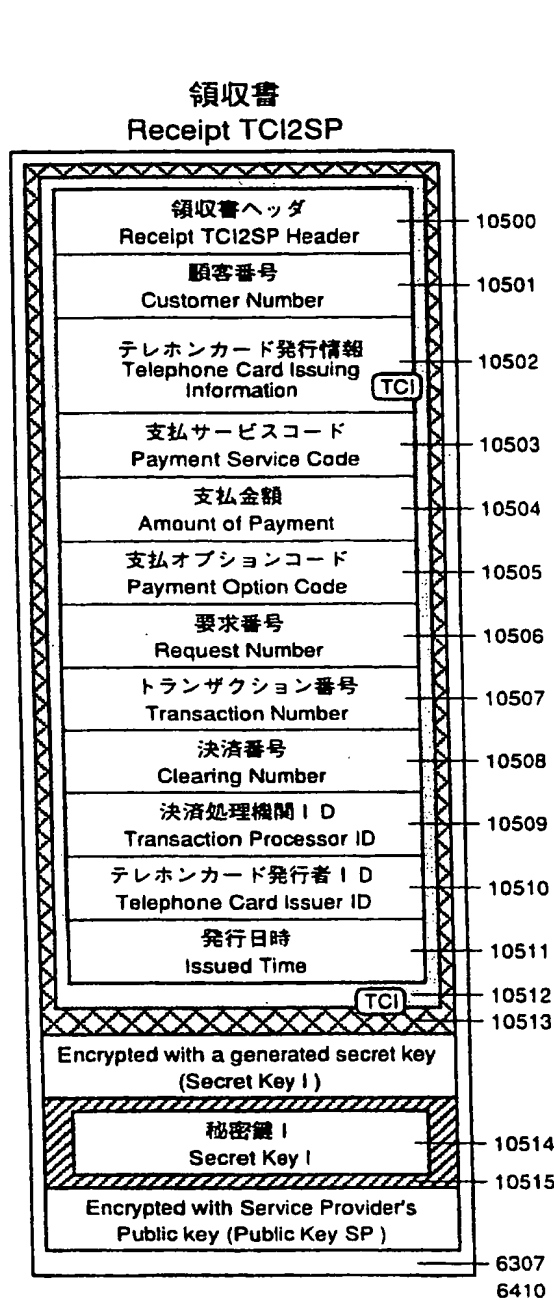 領収書
Receipt TCI2SP
領収書ヘッダ
Receipt TCI2SP Header
10500
顧客番号
Customer Number
10501
テレホンカード発行情報
Telephone Card Issuing
Information
TCI
10502
支払サービスコード
Payment Service Code
10503
支払金額
Amount of Payment
10504
支払オプションコード
Payment Option Code
10505
要求番号
Request Number
10506
トランザクション番号
Transaction Number
10507
決済番号
Clearing Number
10508
決済処理機関ID
Transaction Processor ID
10509
テレホンカード発行者ID
Telephone Card Issuer ID
10510
発行日時
Issued Time
10511
TCI
10512
10513
Encrypted with a generated secret key
(Secret Key I)
秘密鍵 I
Secret Key I
10514
10515
Encrypted with Service Provider's
Public key (Public Key SP )
6307
6410